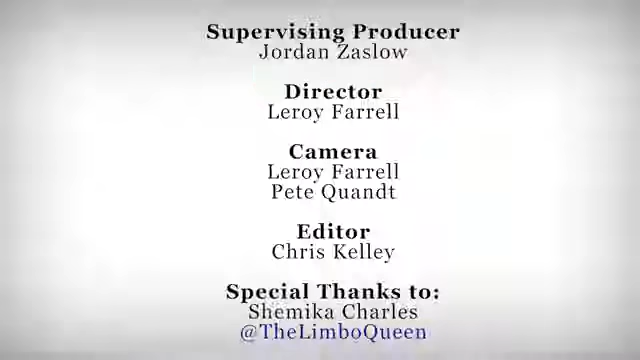 Supervising Producer
Jordan Zaslow
Director
Leroy Farrell
Camera
Leroy Farrell
Pete Quandt
Editor
Chris Kelley
Special Thanks to:
Shemika Charles
@TheLimboQueen